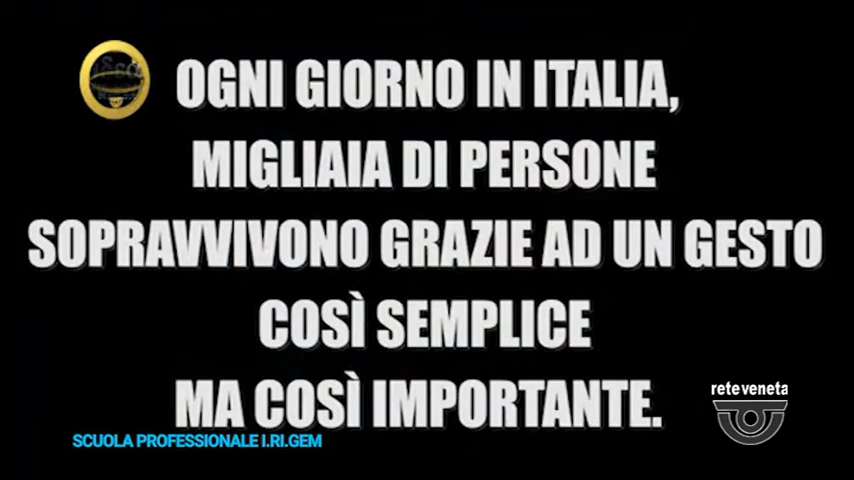 OGNI GIORNO IN ITALIA,
MIGLIAIA DI PERSONE
SOPRAVVIVONO GRAZIE AD UN GESTO
COSÌ SEMPLICE
MA COSÌ IMPORTANTE.
reteveneta
SCUOLA PROFESSIONALE I.RI.GEM